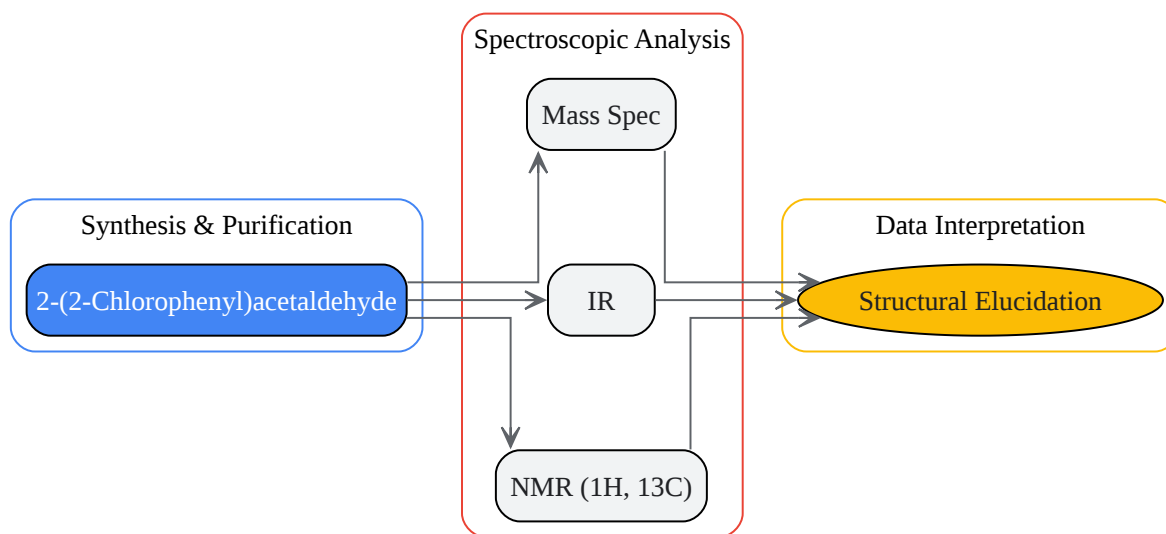 Synthesis & Purification
2-(2-Chlorophenyl)acetaldehyde
Spectroscopic Analysis
Mass Spec
IR
NMR (1H, 13C)
Data Interpretation
Structural Elucidation